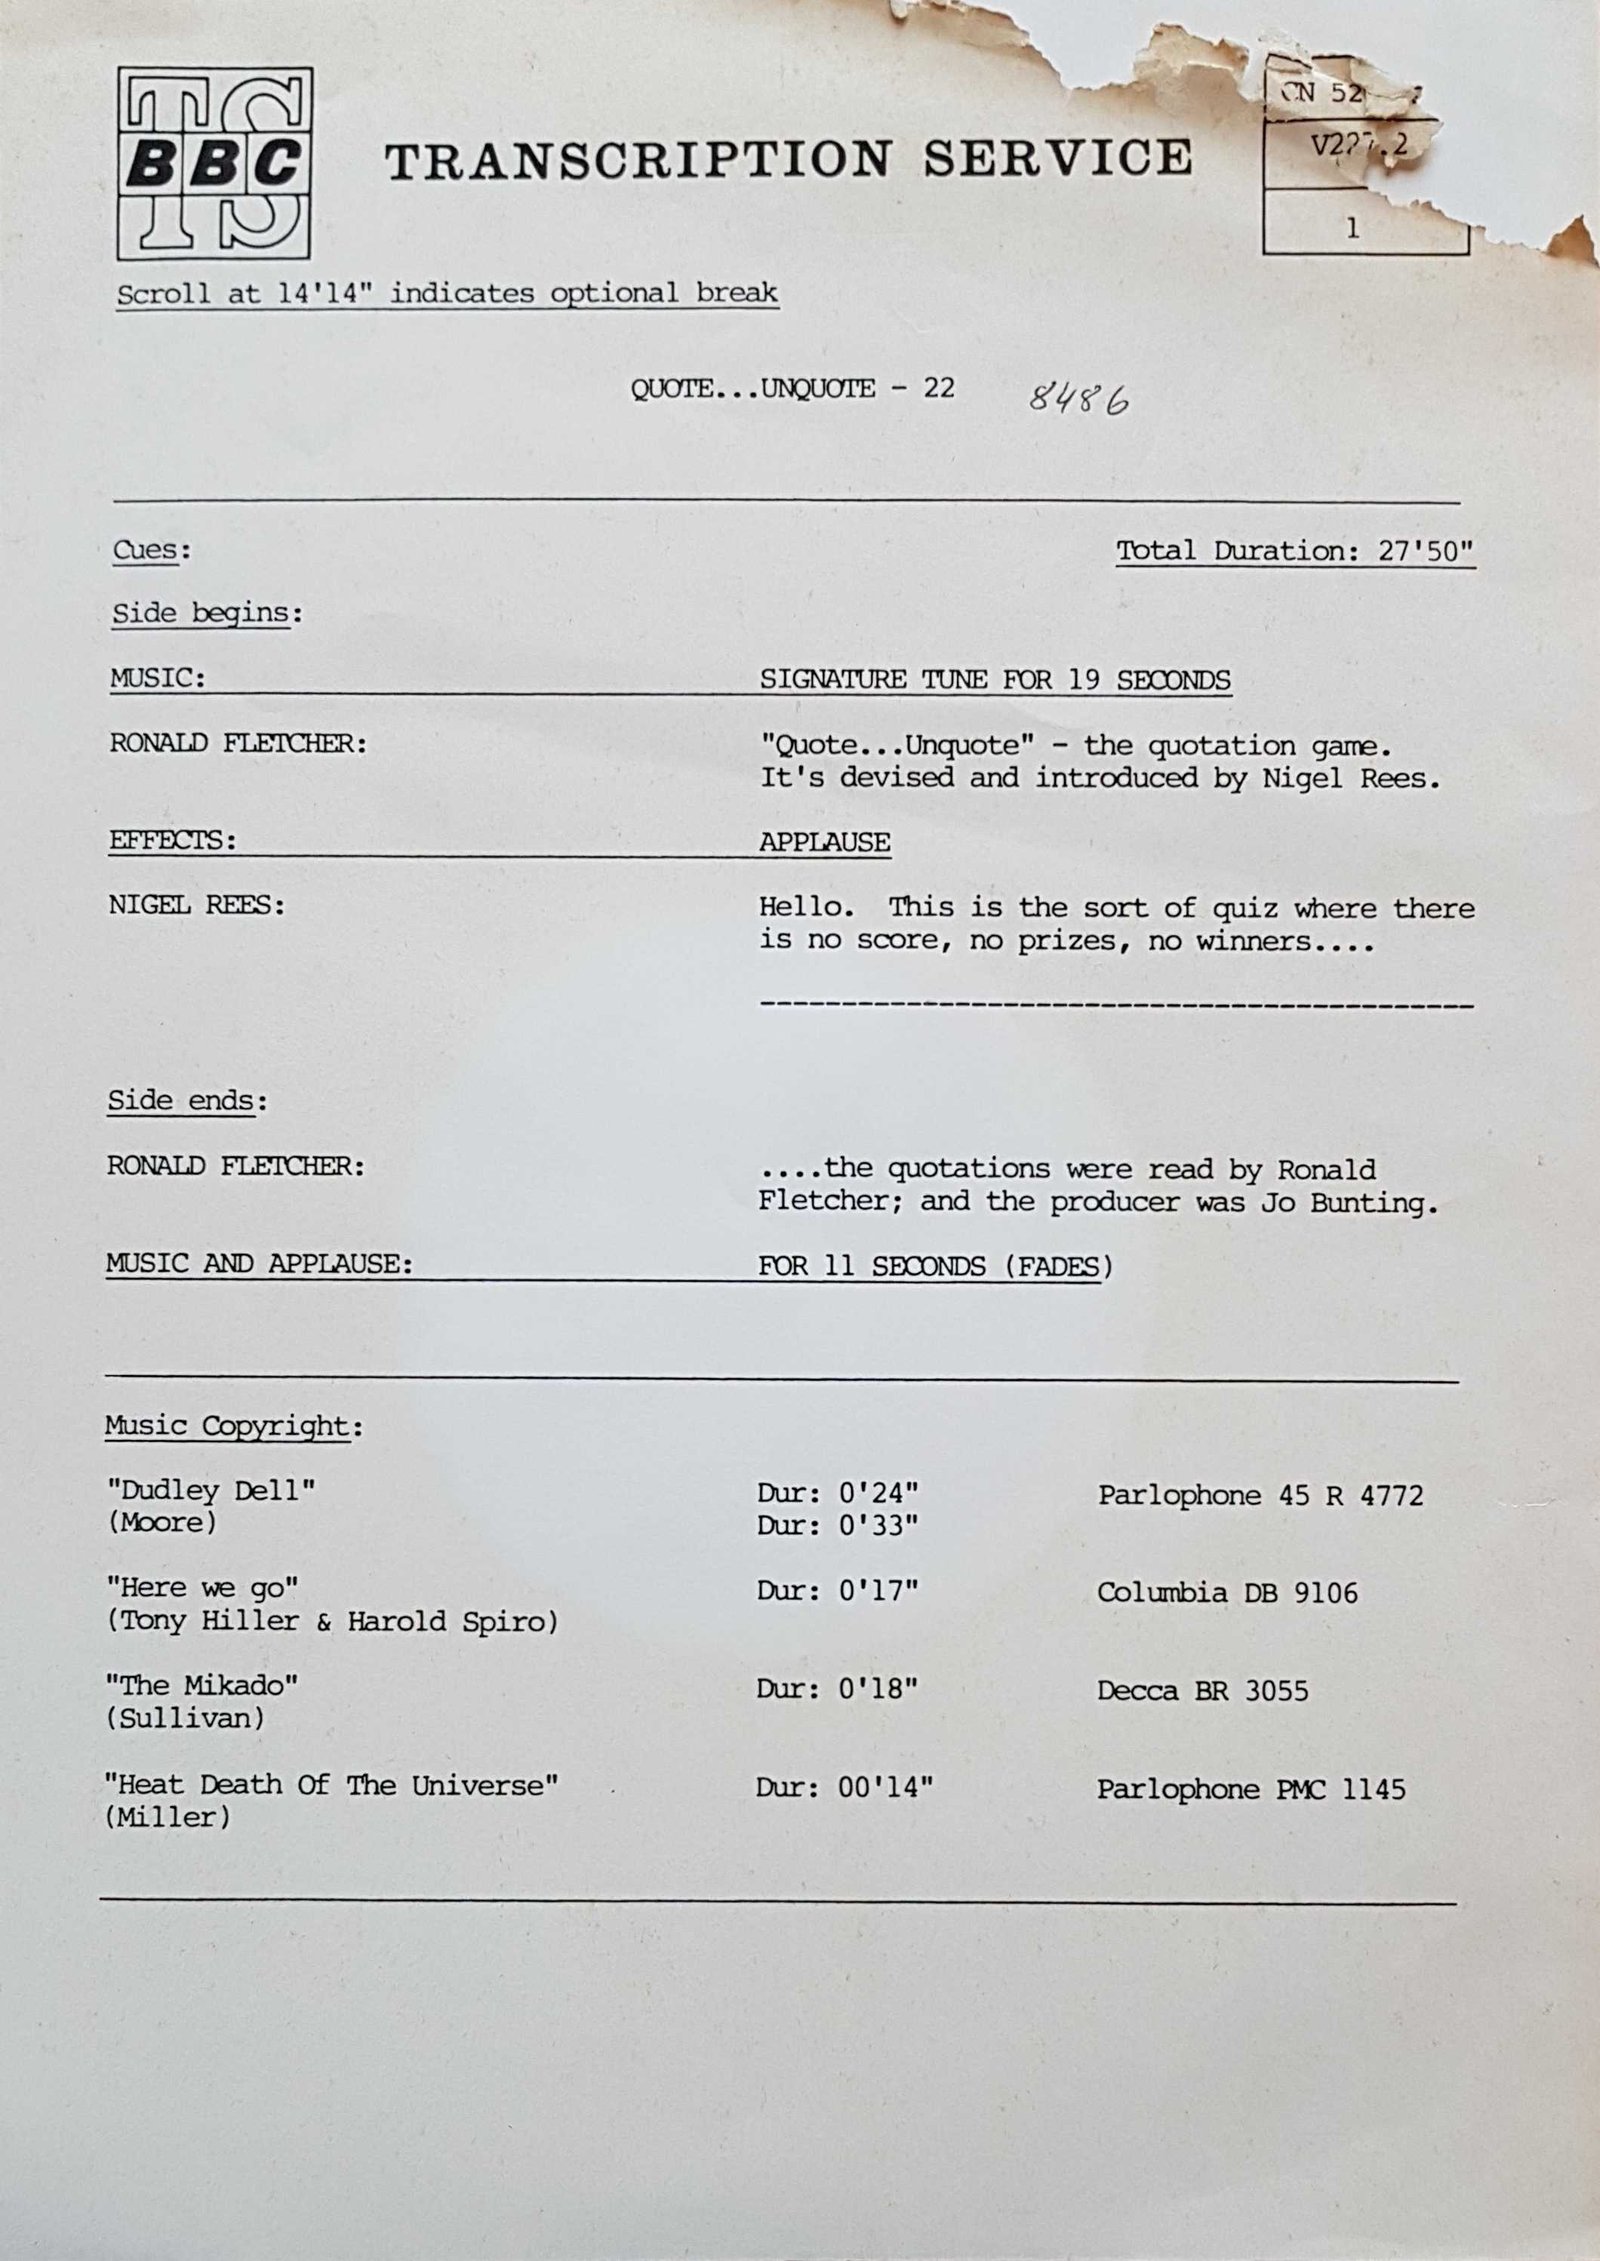 TS
BBC
TS
TRANSCRIPTION SERVICE
CN 52
V227.2
1
Scroll at 14'14" indicates optional break
QUOTE...UNQUOTE - 22 8486
Cues: Total Duration: 27'50"
Side begins:
MUSIC: SIGNATURE TUNE FOR 19 SECONDS
RONALD FLETCHER: "Quote...Unquote" - the quotation game.
It's devised and introduced by Nigel Rees.
EFFECTS: APPLAUSE
NIGEL REES: Hello. This is the sort of quiz where there
is no score, no prizes, no winners....
Side ends:
RONALD FLETCHER: ....the quotations were read by Ronald
Fletcher; and the producer was Jo Bunting.
MUSIC AND APPLAUSE: FOR 11 SECONDS (FADES)
Music Copyright:
"Dudley Dell" Dur: 0'24" Parlophone 45 R 4772
(Moore) Dur: 0'33"
"Here we go" Dur: 0'17" Columbia DB 9106
(Tony Hiller & Harold Spiro)
"The Mikado" Dur: 0'18" Decca BR 3055
(Sullivan)
"Heat Death Of The Universe" Dur: 00'14" Parlophone PMC 1145
(Miller)